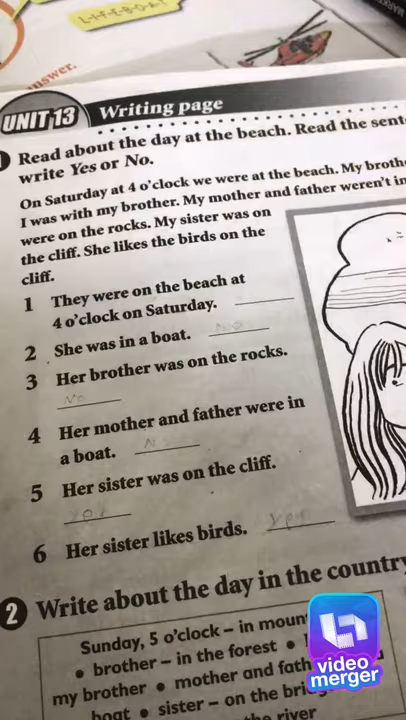 L-I-F-E-B-O-A-T
nswer.
UNIT 13 Writing page
Read about the day at the beach. Read the sent
write Yes or No.
On Saturday at 4 o'clock we were at the beach. My broth
I was with my brother. My mother and father weren't in
were on the rocks. My sister was on
the cliff. She likes the birds on the
cliff.
1 They were on the beach at
4 o'clock on Saturday.
2 She was in a boat. No
3 Her brother was on the rocks.
No
4 Her mother and father were in
a boat. N
5 Her sister was on the cliff.
yes
6 Her sister likes birds. yes
2 Write about the day in the country
Sunday, 5 o'clock – in moun
• brother – in the forest •
my brother • mother and fath
boat • sister – on the bri
the river
video
merger